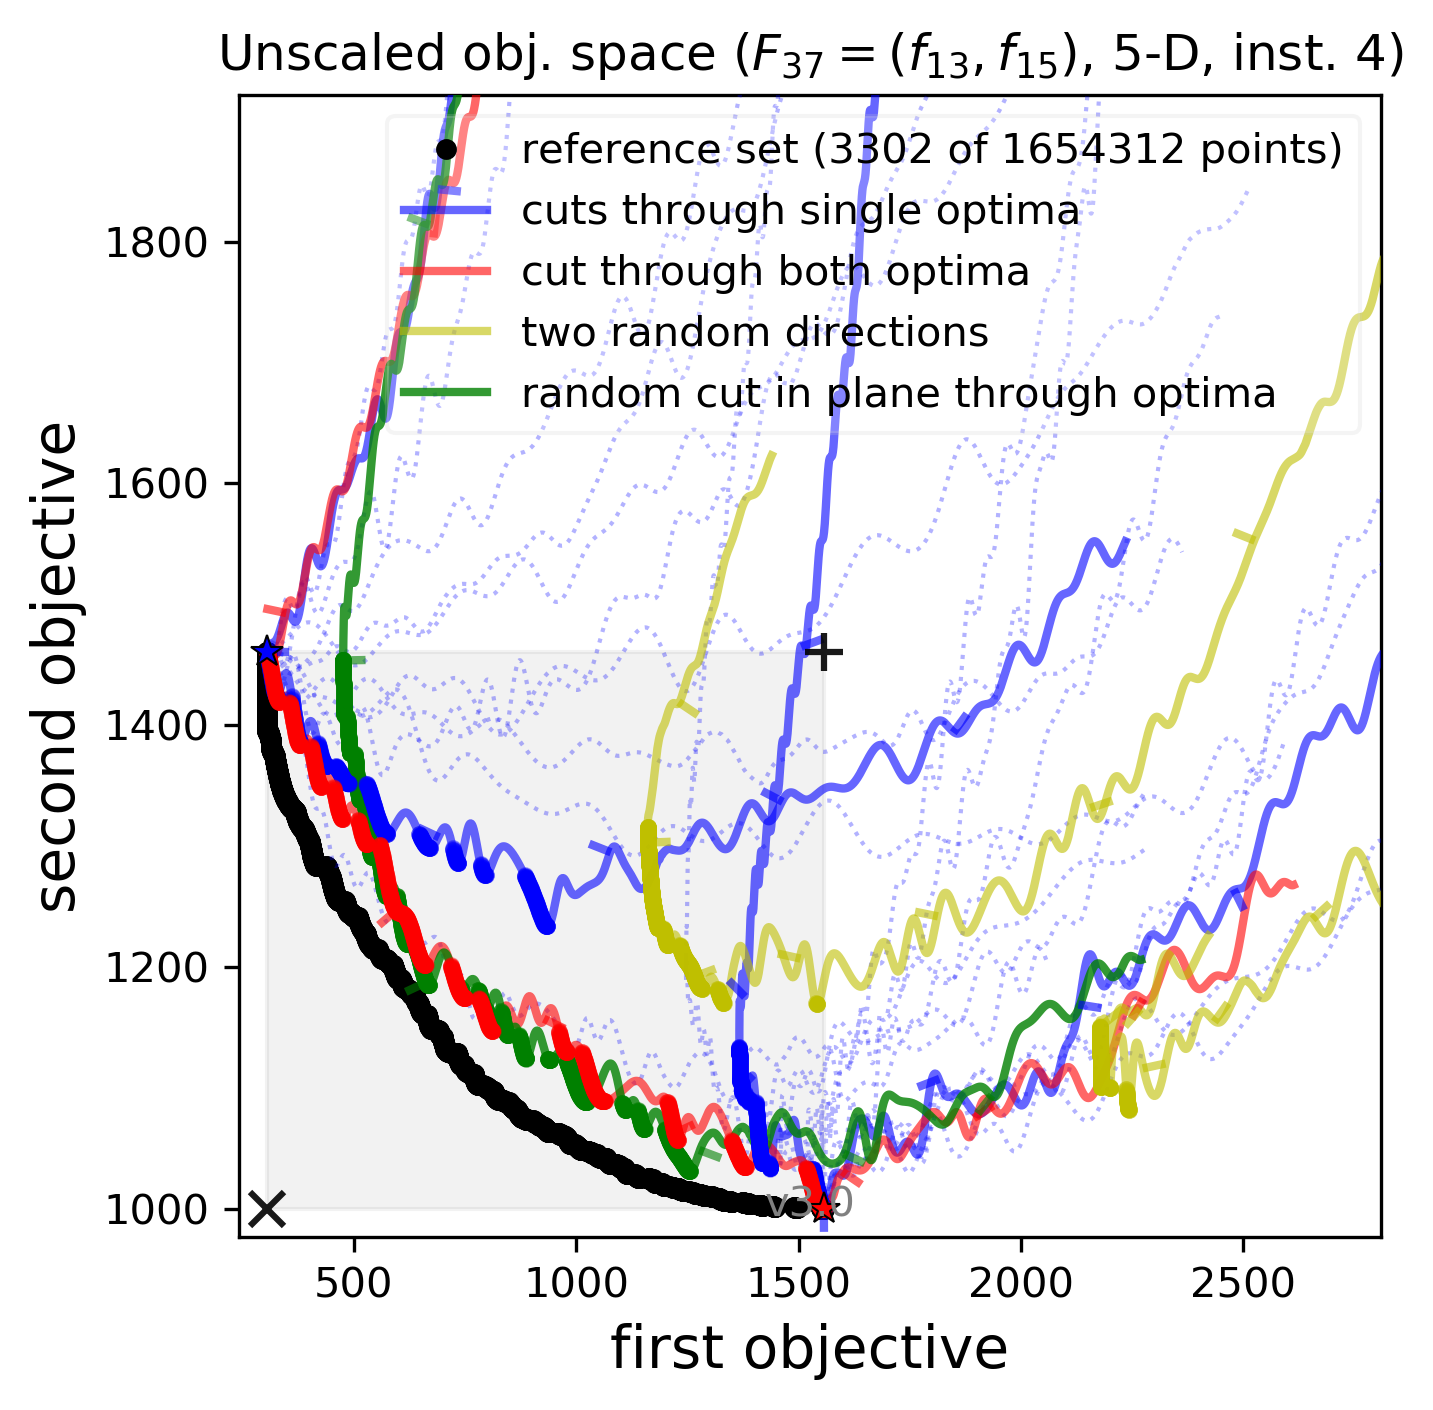 Unscaled obj. space (F₃₇ = (f₁₃, f₁₅), 5-D, inst. 4)
reference set (3302 of 1654312 points)
cuts through single optima
cut through both optima
two random directions
random cut in plane through optima
second objective
1800
1600
1400
1200
1000
v3.0
500 1000 1500 2000 2500
first objective